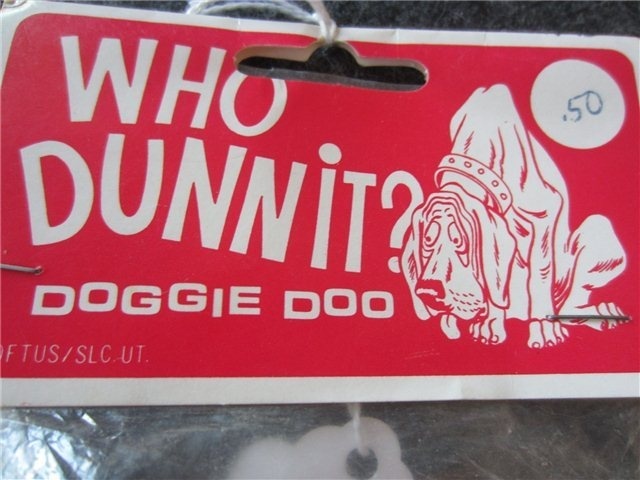 WHO
.50
DUNNiT?
DOGGIE DOO
OFTUS/SLC.UT.